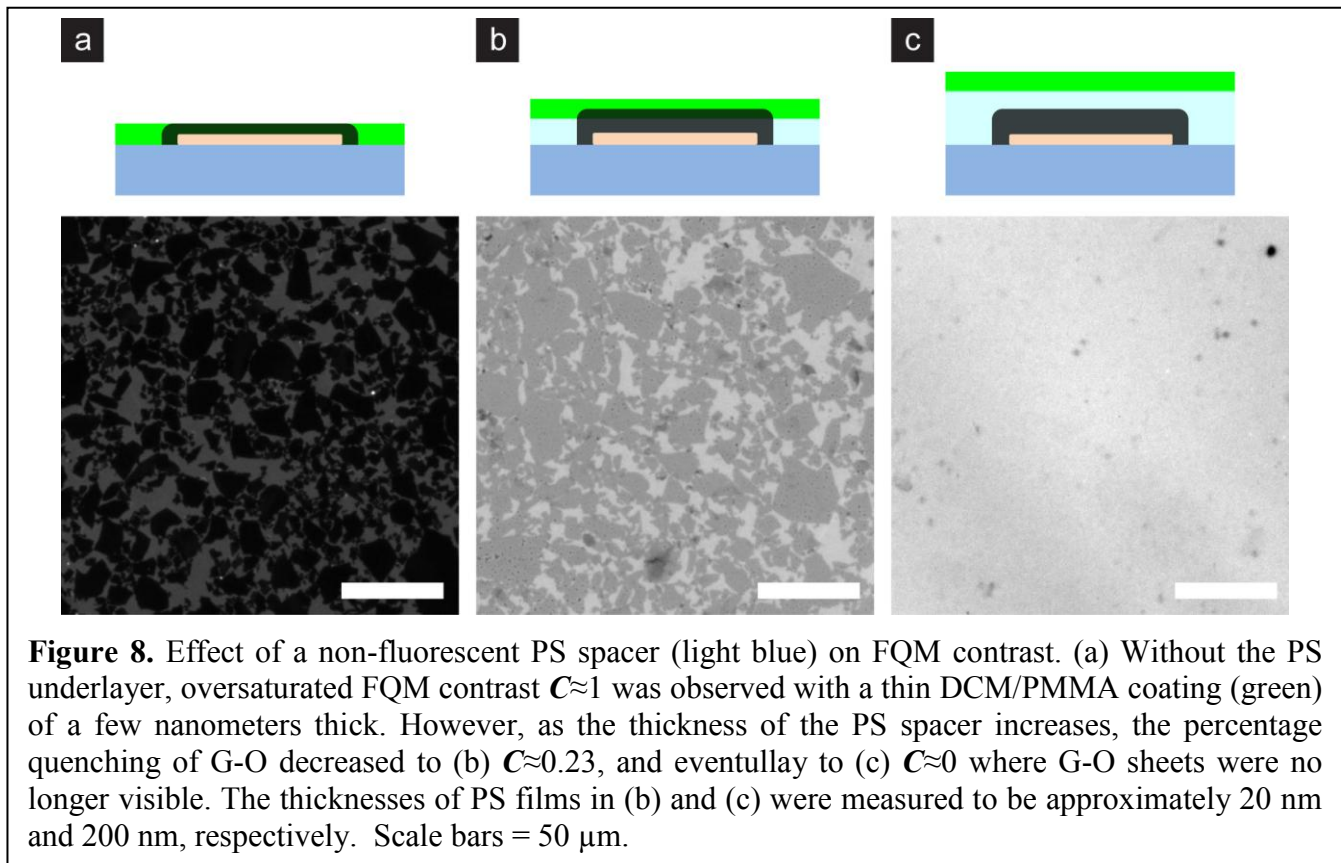 a
b
c
Figure 8. Effect of a non-fluorescent PS spacer (light blue) on FQM contrast. (a) Without the PS
underlayer, oversaturated FQM contrast C≈1 was observed with a thin DCM/PMMA coating (green)
of a few nanometers thick. However, as the thickness of the PS spacer increases, the percentage
quenching of G-O decreased to (b) C≈0.23, and eventullay to (c) C≈0 where G-O sheets were no
longer visible. The thicknesses of PS films in (b) and (c) were measured to be approximately 20 nm
and 200 nm, respectively. Scale bars = 50 µm.